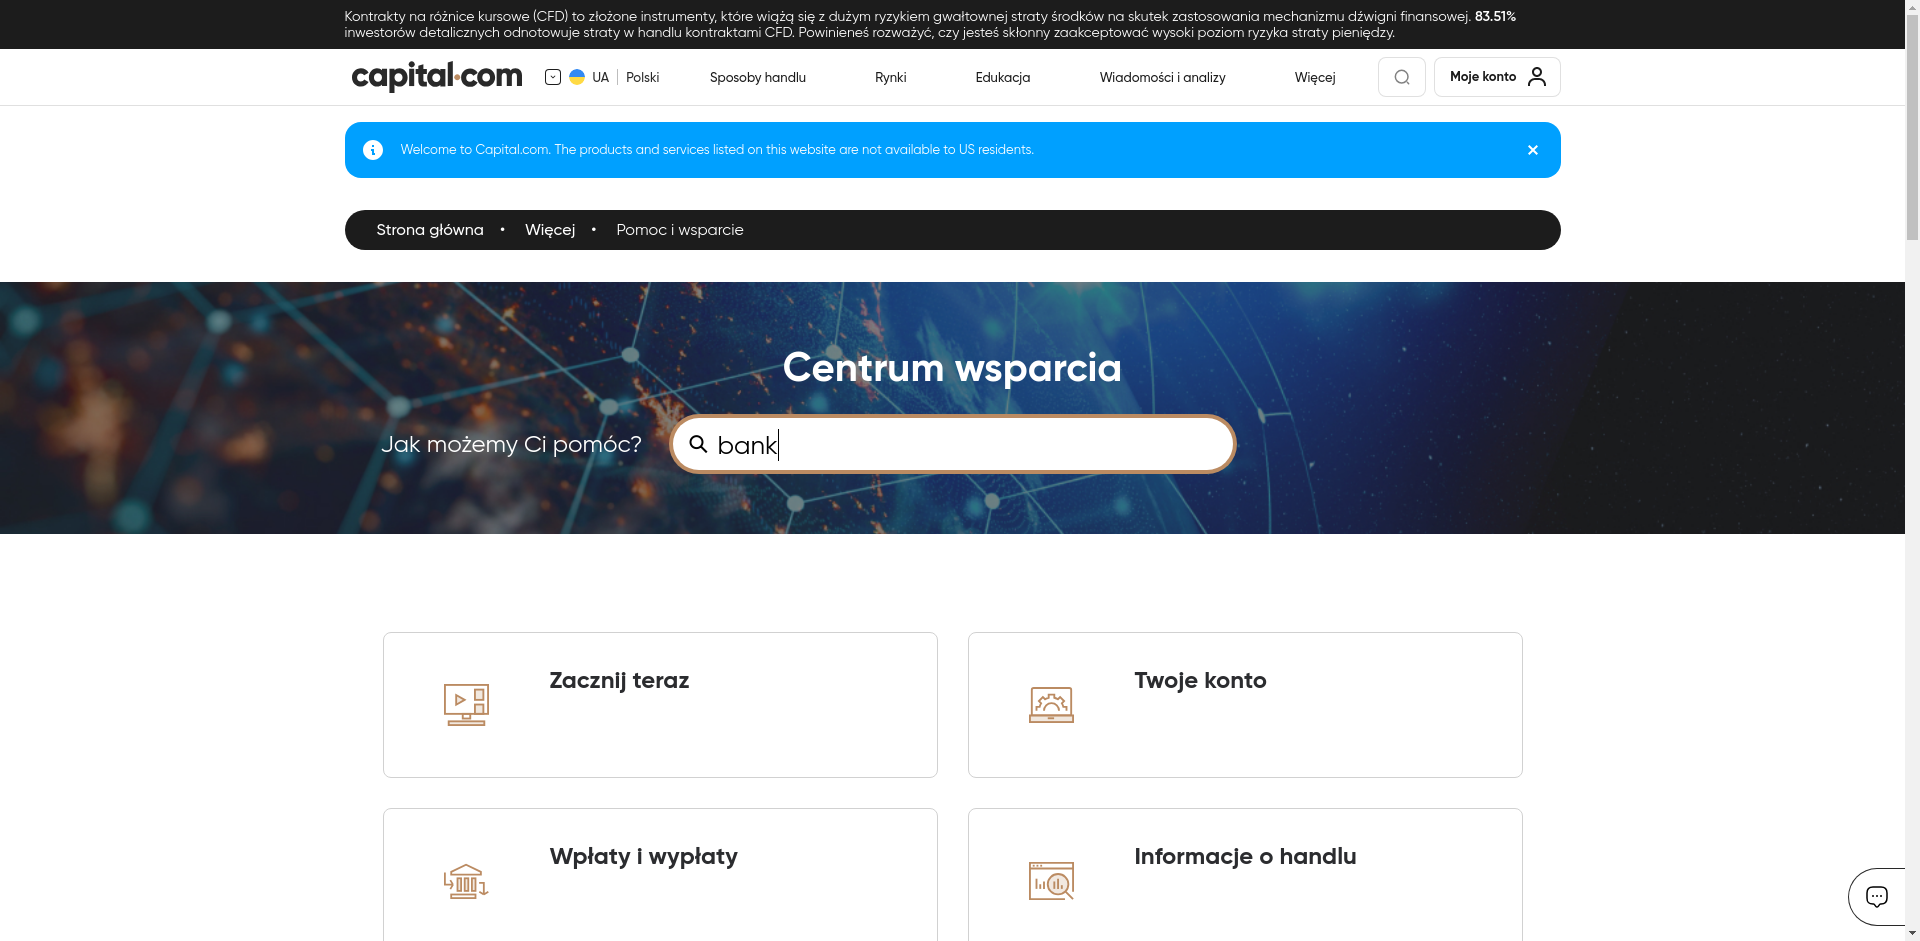 Kontrakty na różnice kursowe (CFD) to złożone instrumenty, które wiążą się z dużym ryzykiem gwałtownej straty środków na skutek zastosowania mechanizmu dźwigni finansowej. 83.51%
inwestorów detalicznych odnotowuje straty w handlu kontraktami CFD. Powinieneś rozważyć, czy jesteś skłonny zaakceptować wysoki poziom ryzyka straty pieniędzy.
capital.com UA Polski Sposoby handlu Rynki Edukacja Wiadomości i analizy Więcej Moje konto
Welcome to Capital.com. The products and services listed on this website are not available to US residents.
Strona główna • Więcej • Pomoc i wsparcie
Centrum wsparcia
Jak możemy Ci pomóc? bank
Zacznij teraz
Twoje konto
Wpłaty i wypłaty
Informacje o handlu